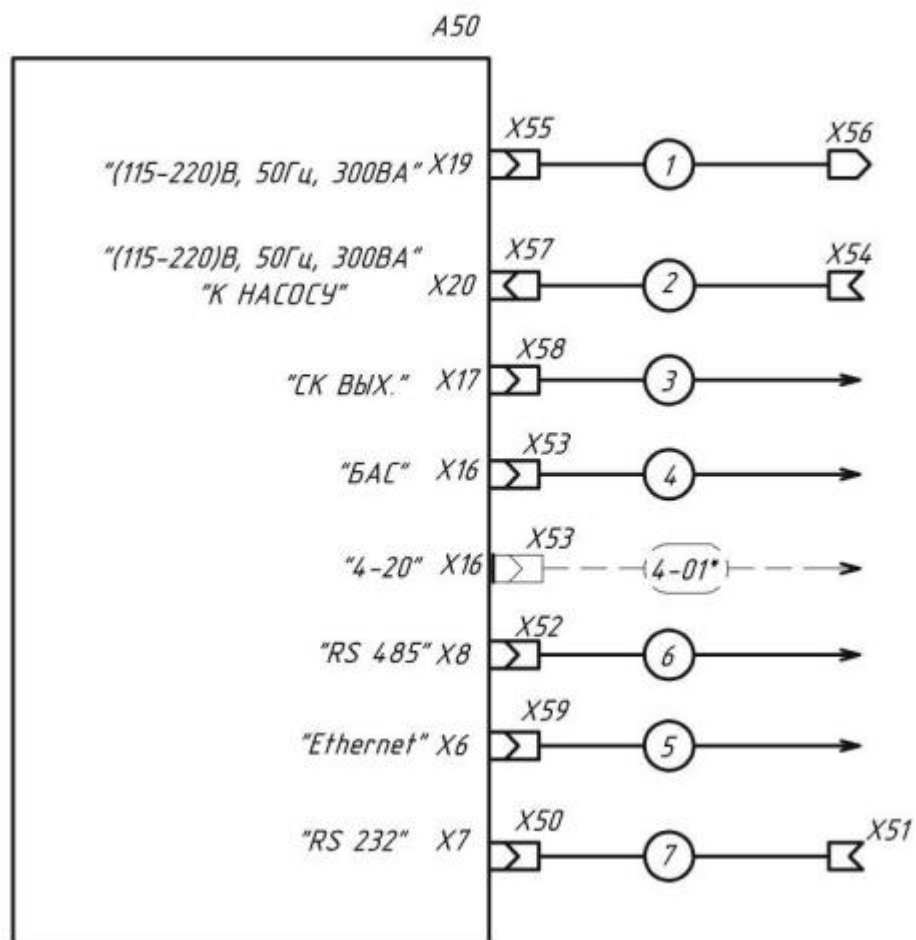 A50
X55
X56
"(115-220)В, 50Гц, 300ВА" X19
1
"(115-220)В, 50Гц, 300ВА"
"К НАСОСУ"
X20
X57
2
X54
"СК ВЫХ." X17
X58
3
"БАС" X16
X53
4
"4-20" X16
X53
4-01*
"RS 485" X8
X52
6
"Ethernet" X6
X59
5
"RS 232" X7
X50
7
X51